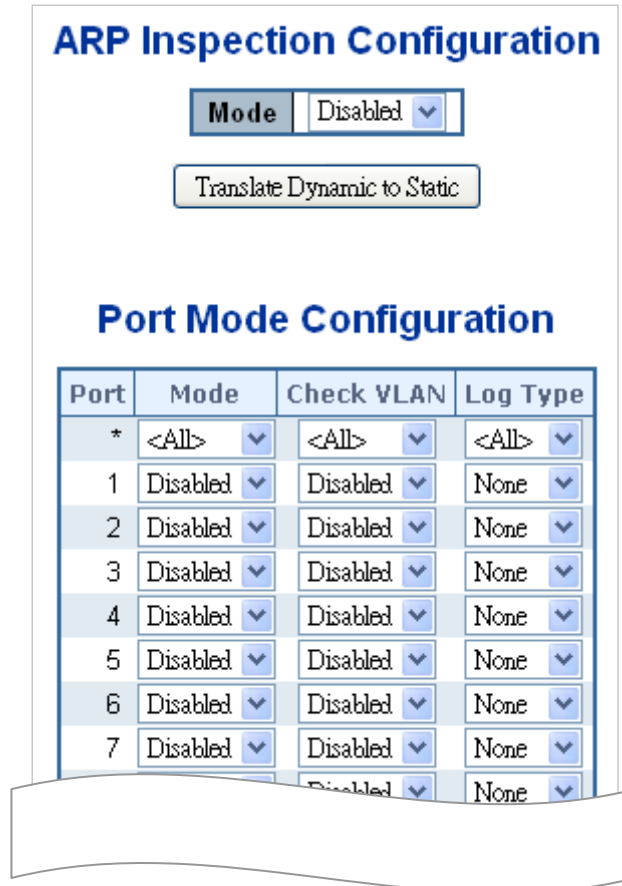 ARP Inspection Configuration
Mode Disabled
Translate Dynamic to Static
Port Mode Configuration
Port Mode Check VLAN Log Type
* <All> <All> <All>
1 Disabled Disabled None
2 Disabled Disabled None
3 Disabled Disabled None
4 Disabled Disabled None
5 Disabled Disabled None
6 Disabled Disabled None
7 Disabled Disabled None
Disabled None